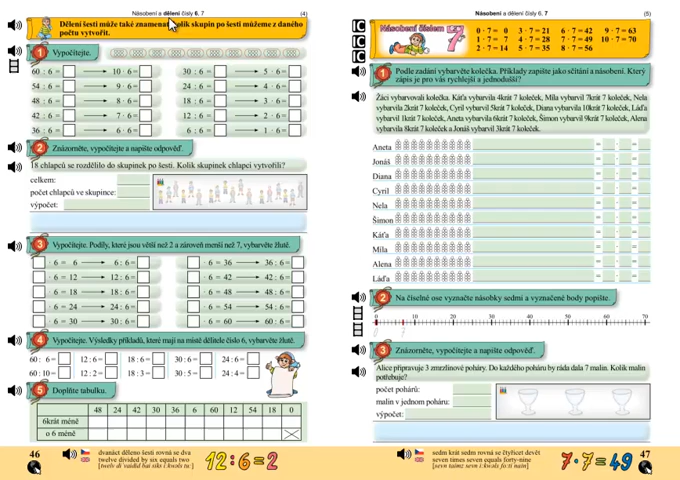 Násobení a dělení čísly 6, 7
(4)
Dělení šesti může také znamenat, kolik skupin po šesti můžeme z daného
počtu vytvořit.
1 Vypočítejte.
60 : 6 = 10 · 6 = 30 : 6 = 5 · 6 =
54 : 6 = 9 · 6 = 24 : 6 = 4 · 6 =
48 : 6 = 8 · 6 = 18 : 6 = 3 · 6 =
42 : 6 = 7 · 6 = 12 : 6 = 2 · 6 =
36 : 6 = 6 · 6 = 6 : 6 = 1 · 6 =
2 Znázorněte, vypočítejte a napište odpověď.
18 chlapců se rozdělilo do skupinek po šesti. Kolik skupinek chlapci vytvořili?
celkem:
počet chlapců ve skupince:
výpočet:
3 Vypočítejte. Podíly, které jsou větší než 2 a zároveň menší než 7, vybarvěte žlutě.
· 6 = 6 6 : 6 = · 6 = 36 36 : 6 =
· 6 = 12 12 : 6 = · 6 = 42 42 : 6 =
· 6 = 18 18 : 6 = · 6 = 48 48 : 6 =
· 6 = 24 24 : 6 = · 6 = 54 54 : 6 =
· 6 = 30 30 : 6 = · 6 = 60 60 : 6 =
4 Vypočítejte. Výsledky příkladů, které mají na místě dělitele číslo 6, vybarvěte žlutě.
60 : 6 = 12 : 6 = 18 : 6 = 30 : 6 = 24 : 6 =
60 : 10 = 12 : 2 = 18 : 3 = 30 : 5 = 24 : 4 =
5 Doplňte tabulku.
48 24 42 30 36 6 60 12 54 18 0
6krát méně
o 6 méně
46
dvanáct děleno šesti rovná se dva
twelve divided by six equals two
12 : 6 = 2
Násobení a dělení čísly 6, 7
(5)
Násobení číslem 7
0 · 7 = 0 3 · 7 = 21 6 · 7 = 42 9 · 7 = 63
1 · 7 = 7 4 · 7 = 28 7 · 7 = 49 10 · 7 = 70
2 · 7 = 14 5 · 7 = 35 8 · 7 = 56
1 Podle zadání vybarvěte kolečka. Příklady zapište jako sčítání a násobení. Který
zápis je pro vás rychlejší a jednodušší?
Žáci vybarvovali kolečka. Káťa vybarvila 4krát 7 koleček, Míla vybarvil 7krát 7 koleček, Nela
vybarvila 2krát 7 koleček, Cyril vybarvil 5krát 7 koleček, Diana vybarvila 10krát 7 koleček, Láďa
vybarvil 1krát 7 koleček, Aneta vybarvila 6krát 7 koleček, Šimon vybarvil 9krát 7 koleček, Alena
vybarvila 8krát 7 koleček a Jonáš vybarvil 3krát 7 koleček.
Aneta = · =
Jonáš = · =
Diana = · =
Cyril = · =
Nela = · =
Šimon = · =
Káťa = · =
Míla = · =
Alena = · =
Láďa = · =
2 Na číselné ose vyznačte násobky sedmi a vyznačené body popište.
0 10 20 30 40 50 60 70
0 7
3 Znázorněte, vypočítejte a napište odpověď.
Alice připravuje 3 zmrzlinové poháry. Do každého poháru by ráda dala 7 malin. Kolik malin
potřebuje?
počet pohárů:
malin v jednom poháru:
výpočet:
sedm krát sedm rovná se čtyřicet devět
seven times seven equals forty-nine
7 · 7 = 49
47